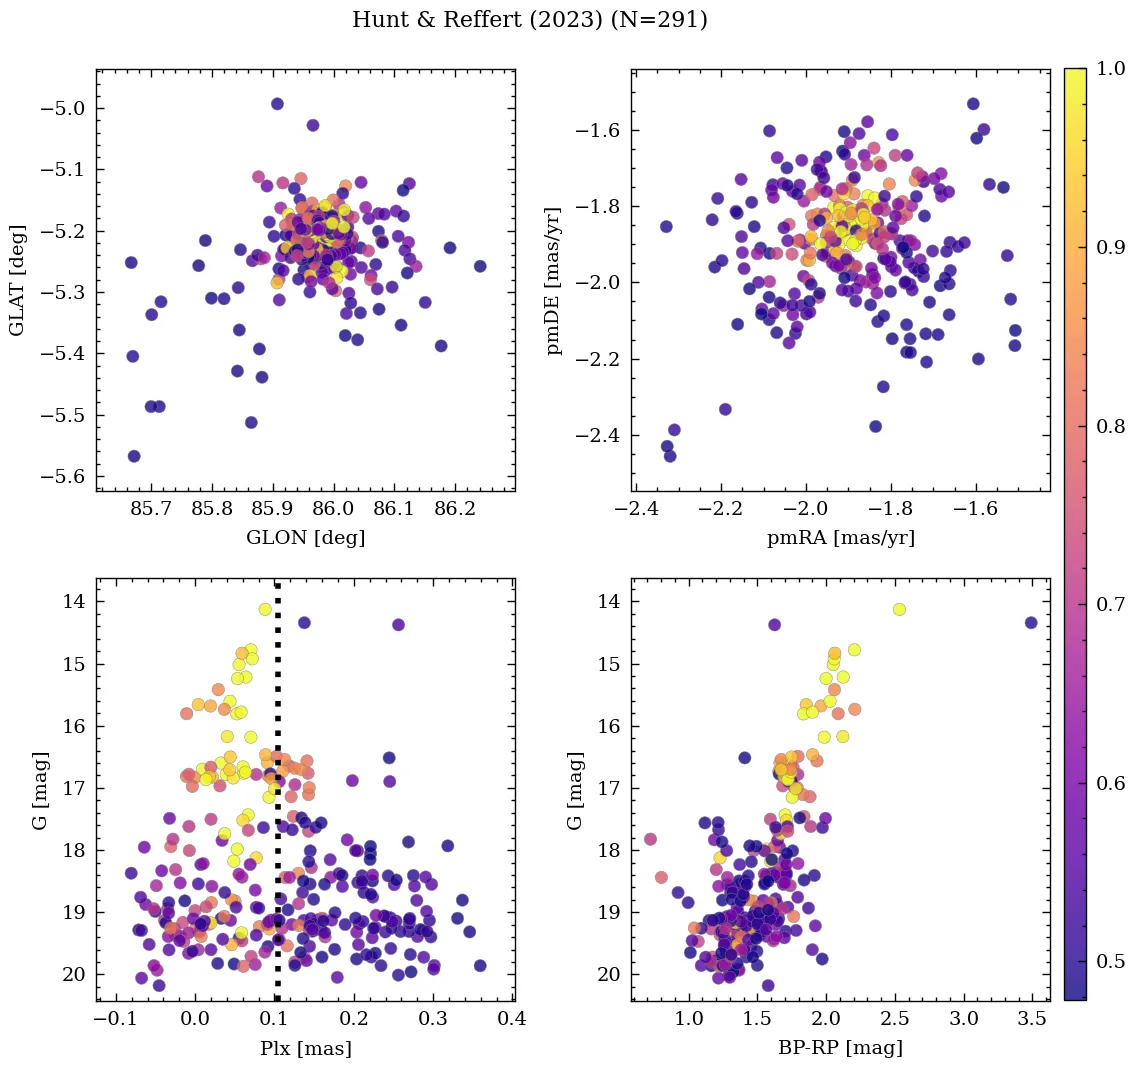 Hunt & Reffert (2023) (N=291)
−5.0
−5.1
−5.2
−5.3
−5.4
−5.5
−5.6
GLAT [deg]
85.7 85.8 85.9 86.0 86.1 86.2
GLON [deg]
−1.6
−1.8
−2.0
−2.2
−2.4
pmDE [mas/yr]
−2.4 −2.2 −2.0 −1.8 −1.6
pmRA [mas/yr]
1.0
0.9
0.8
0.7
0.6
0.5
14
15
16
17
18
19
20
G [mag]
−0.1 0.0 0.1 0.2 0.3 0.4
Plx [mas]
14
15
16
17
18
19
20
G [mag]
1.0 1.5 2.0 2.5 3.0 3.5
BP-RP [mag]